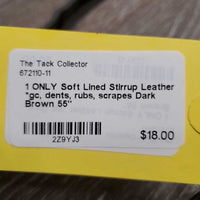 The Tack Collector
672110-11
1 ONLY Soft Lined Stirrup Leather
*gc, dents, rubs, scrapes Dark
Brown 55"
$18.00
2Z9YJ3